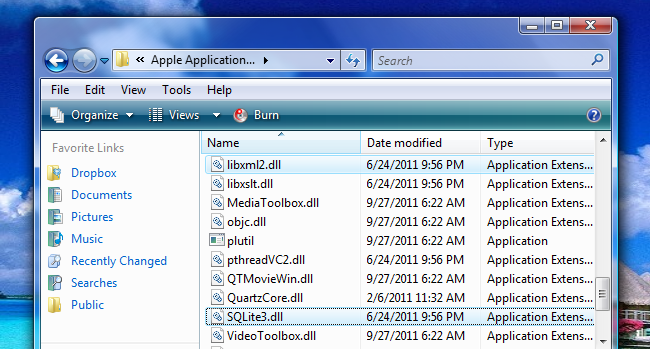 « Apple Application...
Search
File Edit View Tools Help
Organize Views Burn
Favorite Links
Dropbox
Documents
Pictures
Music
Recently Changed
Searches
Public
Name Date modified Type
libxml2.dll 6/24/2011 9:56 PM Application Extens...
libxslt.dll 6/24/2011 9:56 PM Application Extens...
MediaToolbox.dll 9/27/2011 6:22 AM Application Extens...
objc.dll 9/27/2011 6:22 AM Application Extens...
plutil 9/27/2011 6:22 AM Application
pthreadVC2.dll 6/24/2011 9:56 PM Application Extens...
QTMovieWin.dll 9/27/2011 6:22 AM Application Extens...
QuartzCore.dll 2/6/2011 11:32 AM Application Extens...
SQLite3.dll 6/24/2011 9:56 PM Application Extens...
VideoToolbox.dll 9/27/2011 6:22 AM Application Extens...